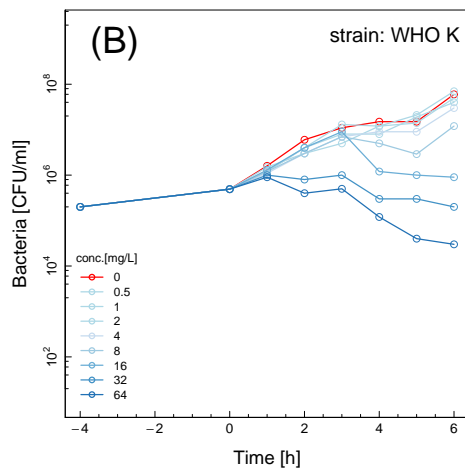 (B)
strain: WHO K
Bacteria [CFU/ml]
10^8
10^6
10^4
10^2
conc.[mg/L]
0
0.5
1
2
4
8
16
32
64
−4 −2 0 2 4 6
Time [h]